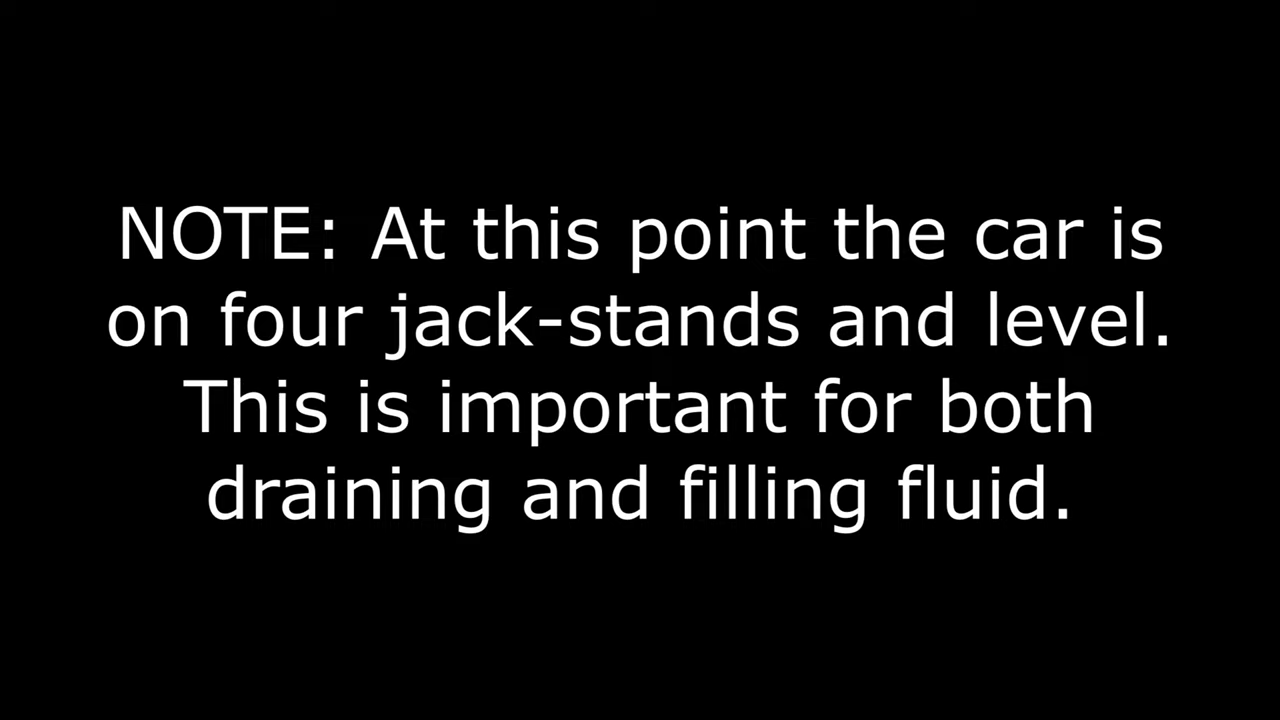 NOTE: At this point the car is
on four jack-stands and level.
This is important for both
draining and filling fluid.